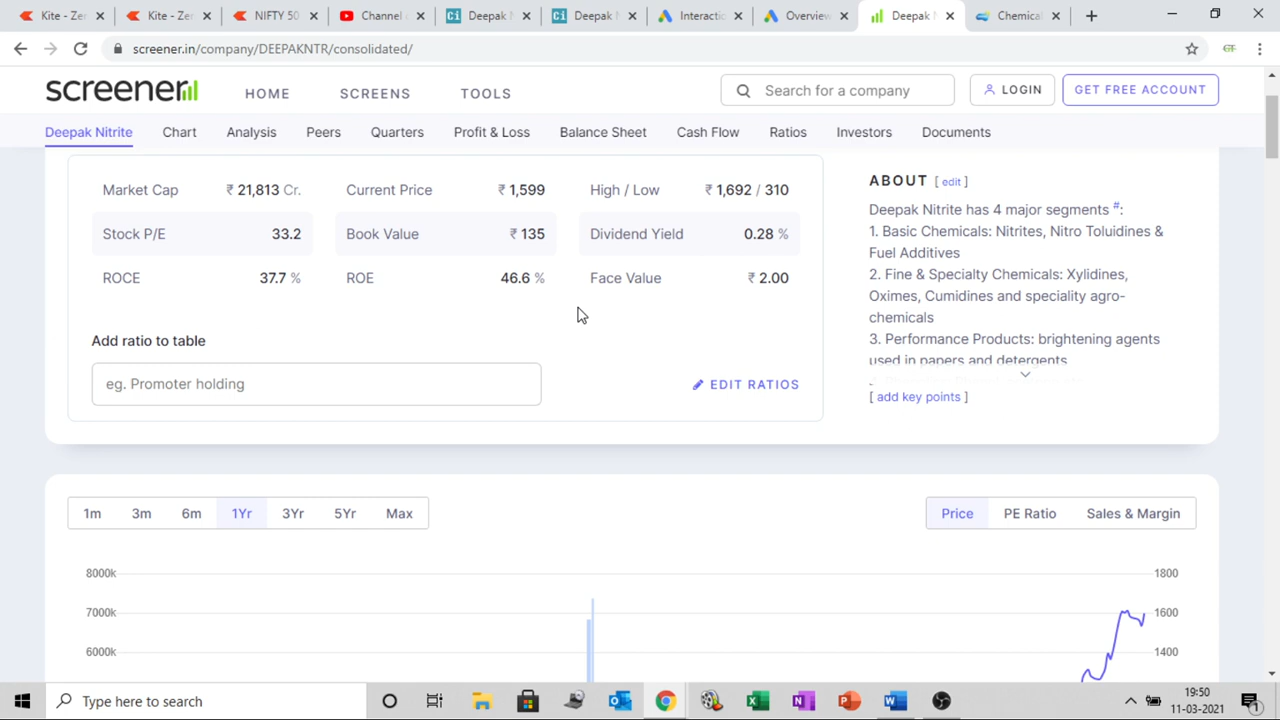 Kite - Zer
Kite - Zer
NIFTY 50
Channel
Deepak N
Deepak N
Interactic
Overview
Deepak N
Chemical
screener.in/company/DEEPAKNTR/consolidated/
screener
HOME
SCREENS
TOOLS
Search for a company
LOGIN
GET FREE ACCOUNT
Deepak Nitrite
Chart
Analysis
Peers
Quarters
Profit & Loss
Balance Sheet
Cash Flow
Ratios
Investors
Documents
Market Cap ₹ 21,813 Cr.
Current Price ₹ 1,599
High / Low ₹ 1,692 / 310
Stock P/E 33.2
Book Value ₹ 135
Dividend Yield 0.28 %
ROCE 37.7 %
ROE 46.6 %
Face Value ₹ 2.00
Add ratio to table
eg. Promoter holding
EDIT RATIOS
ABOUT [ edit ]
Deepak Nitrite has 4 major segments #:
1. Basic Chemicals: Nitrites, Nitro Toluidines &
Fuel Additives
2. Fine & Specialty Chemicals: Xylidines,
Oximes, Cumidines and speciality agro-
chemicals
3. Performance Products: brightening agents
used in papers and detergents
[ add key points ]
1m
3m
6m
1Yr
3Yr
5Yr
Max
Price
PE Ratio
Sales & Margin
8000k
1800
7000k
1600
6000k
1400
Type here to search
19:50
11-03-2021
1